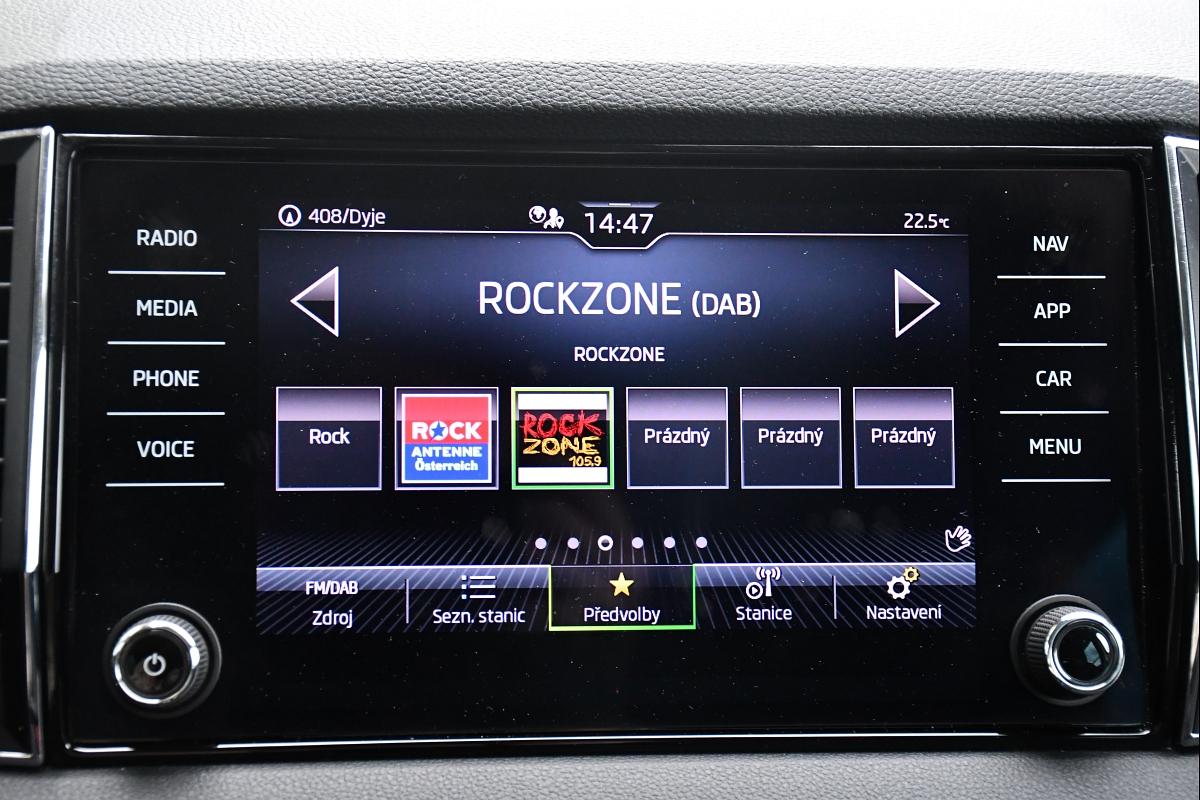 408/Dyje
14:47
22.5°C
RADIO
MEDIA
PHONE
VOICE
ROCKZONE (DAB)
ROCKZONE
Rock
ROCK
ANTENNE
Österreich
ROCK
ZONE
105,9
Prázdný
Prázdný
Prázdný
FM/DAB
Zdroj
Sezn. stanic
Předvolby
Stanice
Nastavení
NAV
APP
CAR
MENU